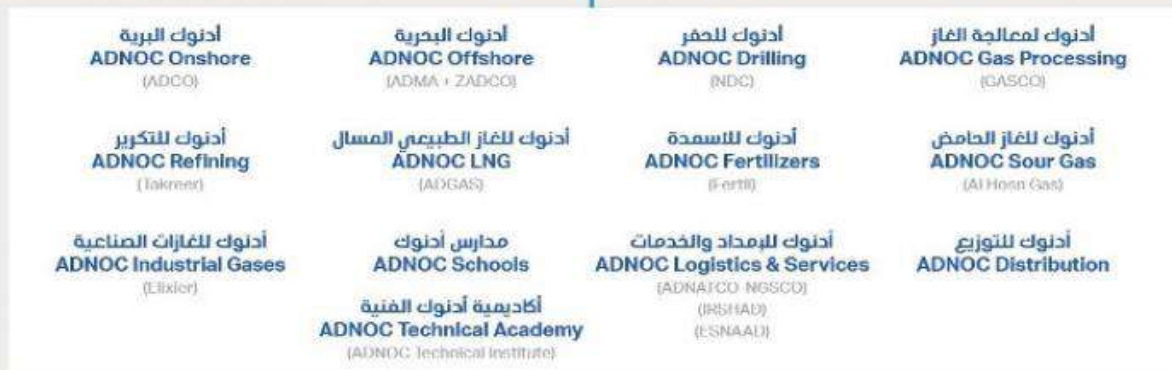 أدنوك البرية
ADNOC Onshore
(ADCO)
أدنوك البحرية
ADNOC Offshore
(ADMA + ZADCO)
أدنوك للحفر
ADNOC Drilling
(NDC)
أدنوك لمعالجة الغاز
ADNOC Gas Processing
(GASCO)
أدنوك للتكرير
ADNOC Refining
(Takreer)
أدنوك للغاز الطبيعي المسال
ADNOC LNG
(ADGAS)
أدنوك للاسمدة
ADNOC Fertilizers
(Fertil)
أدنوك للغاز الحامض
ADNOC Sour Gas
(Al Hosn Gas)
أدنوك للغازات الصناعية
ADNOC Industrial Gases
(Elixier)
مدارس أدنوك
ADNOC Schools
أكاديمية أدنوك الفنية
ADNOC Technical Academy
(ADNOC Technical Institute)
أدنوك للإمداد والخدمات
ADNOC Logistics & Services
(ADNATCO-NGSCO)
(IRSHAD)
(ESNAAD)
أدنوك للتوزيع
ADNOC Distribution